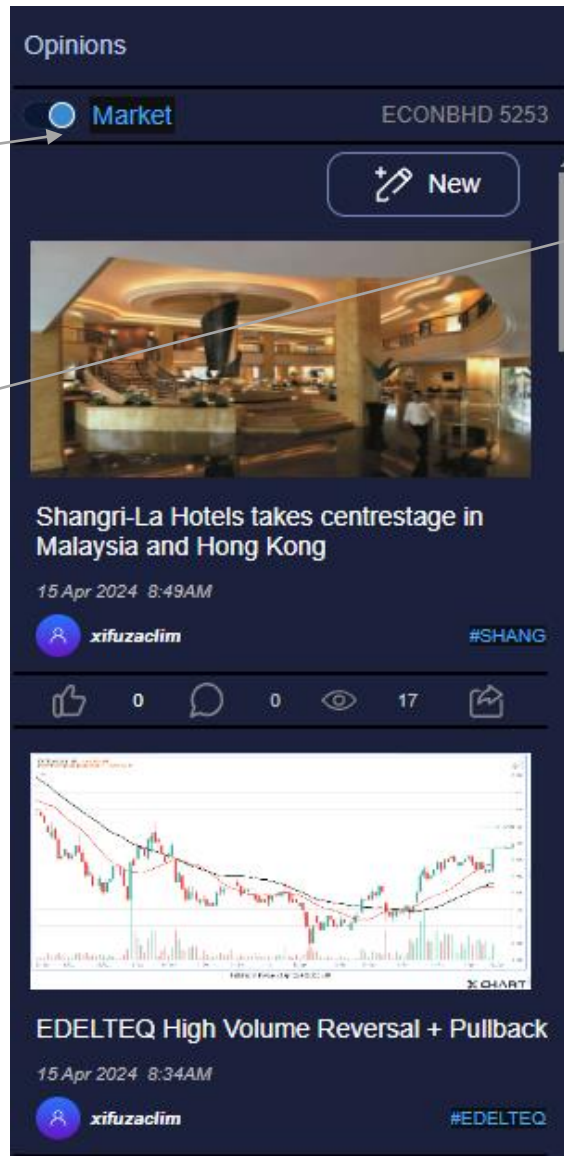 Opinions
Market ECONBHD 5253
New
Shangri-La Hotels takes centrestage in
Malaysia and Hong Kong
15 Apr 2024 8:49AM
xifuzaclim #SHANG
0 0 17
X CHART
EDELTEQ High Volume Reversal + Pullback
15 Apr 2024 8:34AM
xifuzaclim #EDELTEQ